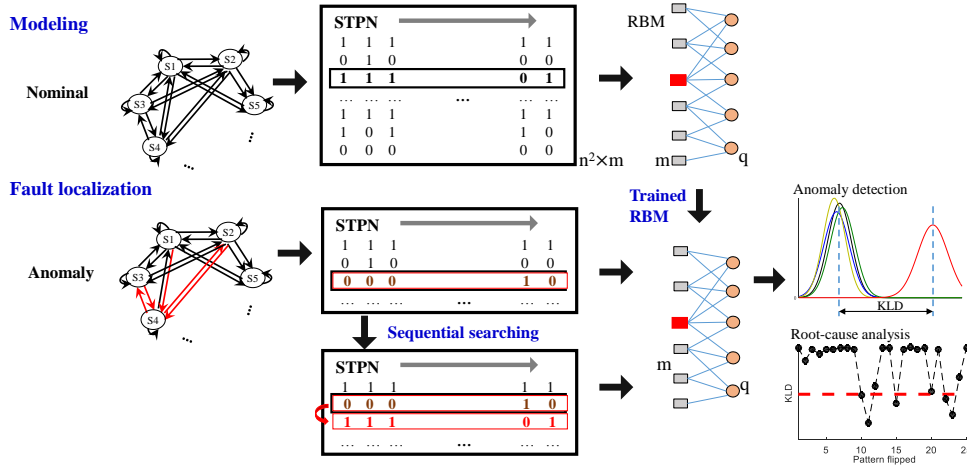 Modeling
Nominal
S1
S2
S3
S4
S5
...
...
STPN
1 1 1 1 1
0 1 0 1 0
1 1 1 0 1
... ... ... ... ... ...
1 1 1 1 0
1 0 1 1 0
0 0 0 0 0
n²×m
RBM
m
q
Fault localization
Anomaly
S1
S2
S3
S4
S5
...
...
STPN
1 1 1 1 1
0 1 0 1 0
0 0 0 1 0
... ... ... ... ... ...
Sequential searching
STPN
1 1 1 1 1
0 0 0 1 0
1 1 1 0 1
... ... ... ... ... ...
Trained
RBM
m
q
Anomaly detection
KLD
Root-cause analysis
KLD
5 10 15 20 25
Pattern flipped